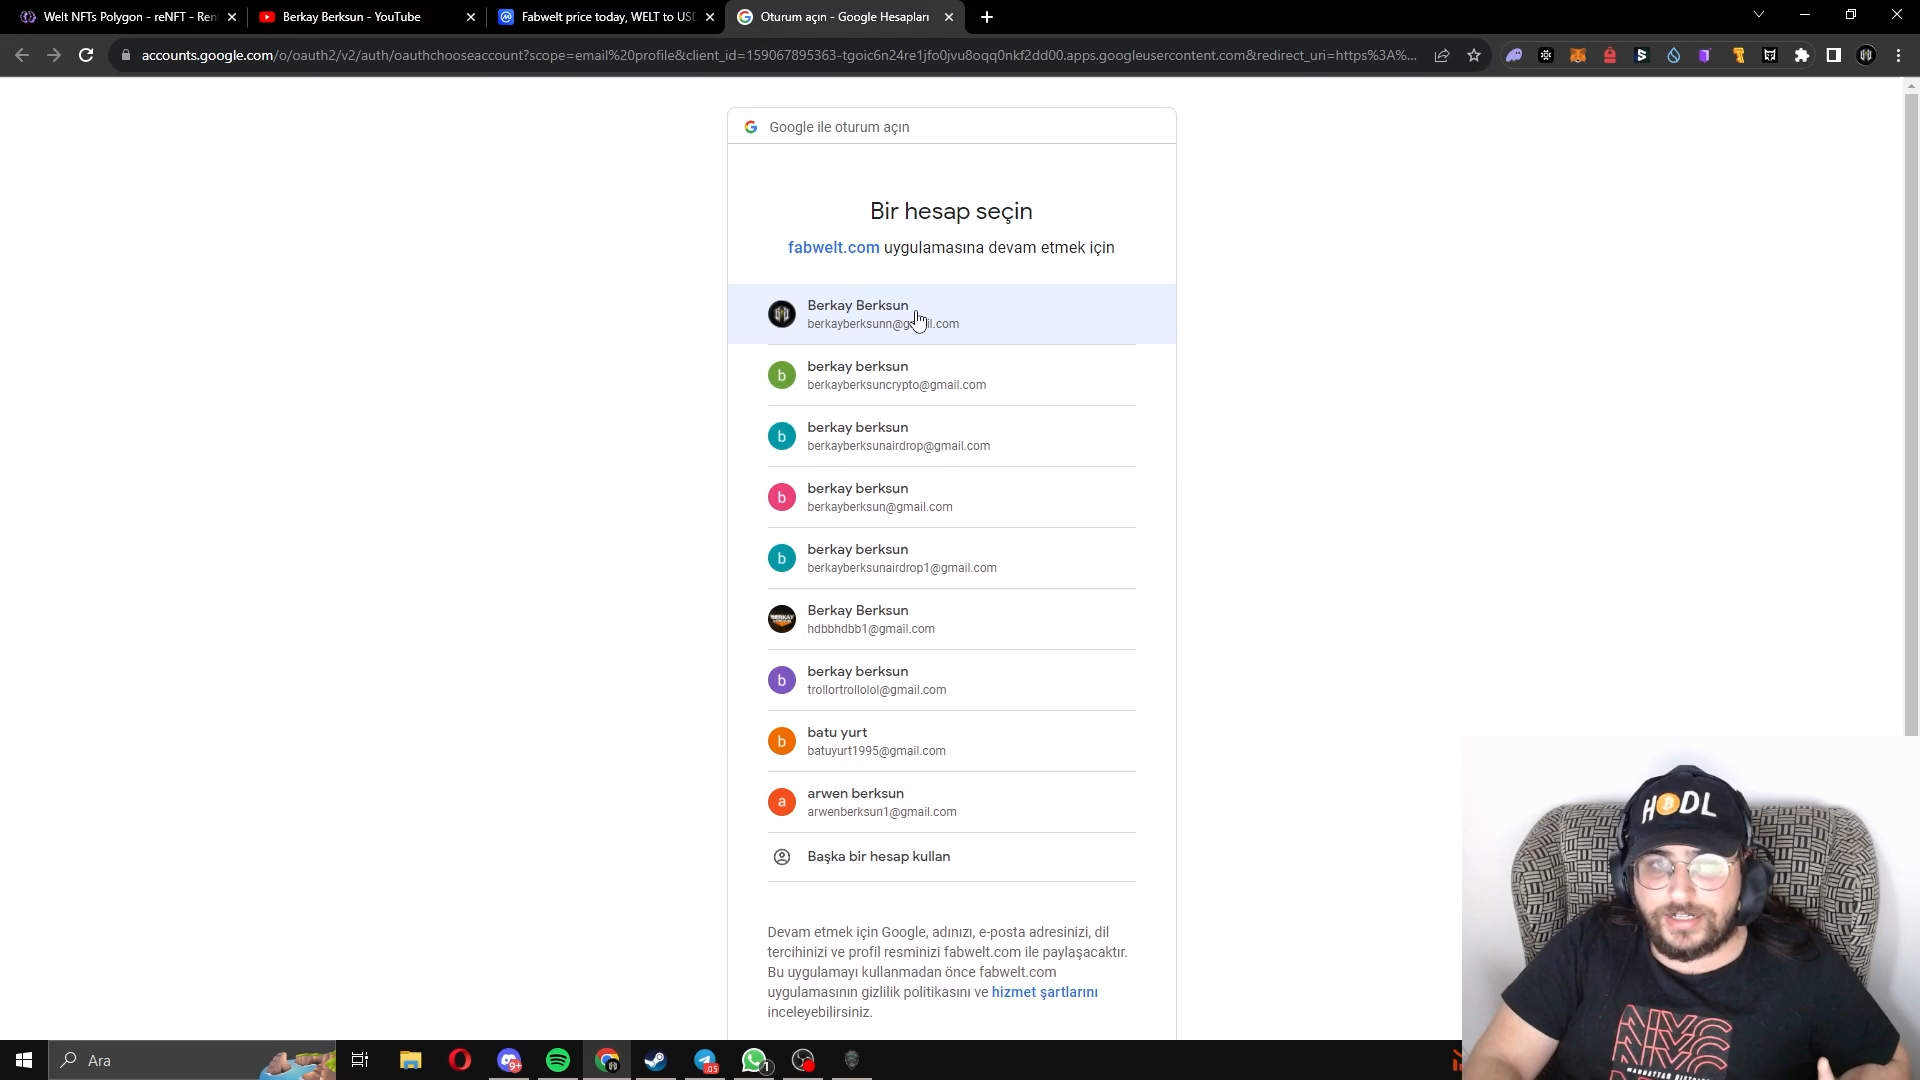 Welt NFTs Polygon - reNFT - Ren
Berkay Berksun - YouTube
Fabwelt price today, WELT to USD
Oturum açın - Google Hesapları
accounts.google.com/o/oauth2/v2/auth/oauthchooseaccount?scope=email%20profile&client_id=159067895363-tgoic6n24re1jfo0jvu8oqq0nkf2dd00.apps.googleusercontent.com&redirect_uri=https%3A%...
Google ile oturum açın
Bir hesap seçin
fabwelt.com uygulamasına devam etmek için
Berkay Berksun
berkayberksunn@g il.com
b
berkay berksun
berkayberksuncrypto@gmail.com
b
berkay berksun
berkayberksunairdrop@gmail.com
b
berkay berksun
berkayberksun@gmail.com
b
berkay berksun
berkayberksunairdrop1@gmail.com
Berkay Berksun
hdbbhdbb1@gmail.com
b
berkay berksun
trollortrollolol@gmail.com
b
batu yurt
batuyurt1995@gmail.com
a
arwen berksun
arwenberksun1@gmail.com
Başka bir hesap kullan
Devam etmek için Google, adınızı, e-posta adresinizi, dil
tercihinizi ve profil resminizi fabwelt.com ile paylaşacaktır.
Bu uygulamayı kullanmadan önce fabwelt.com
uygulamasının gizlilik politikasını ve hizmet şartlarını
inceleyebilirsiniz.
HODL
NYC
MANHATTAN
Ara
9+
1